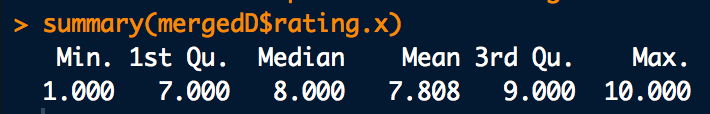 > summary(mergedD$rating.x)
Min. 1st Qu. Median Mean 3rd Qu. Max.
1.000 7.000 8.000 7.808 9.000 10.000